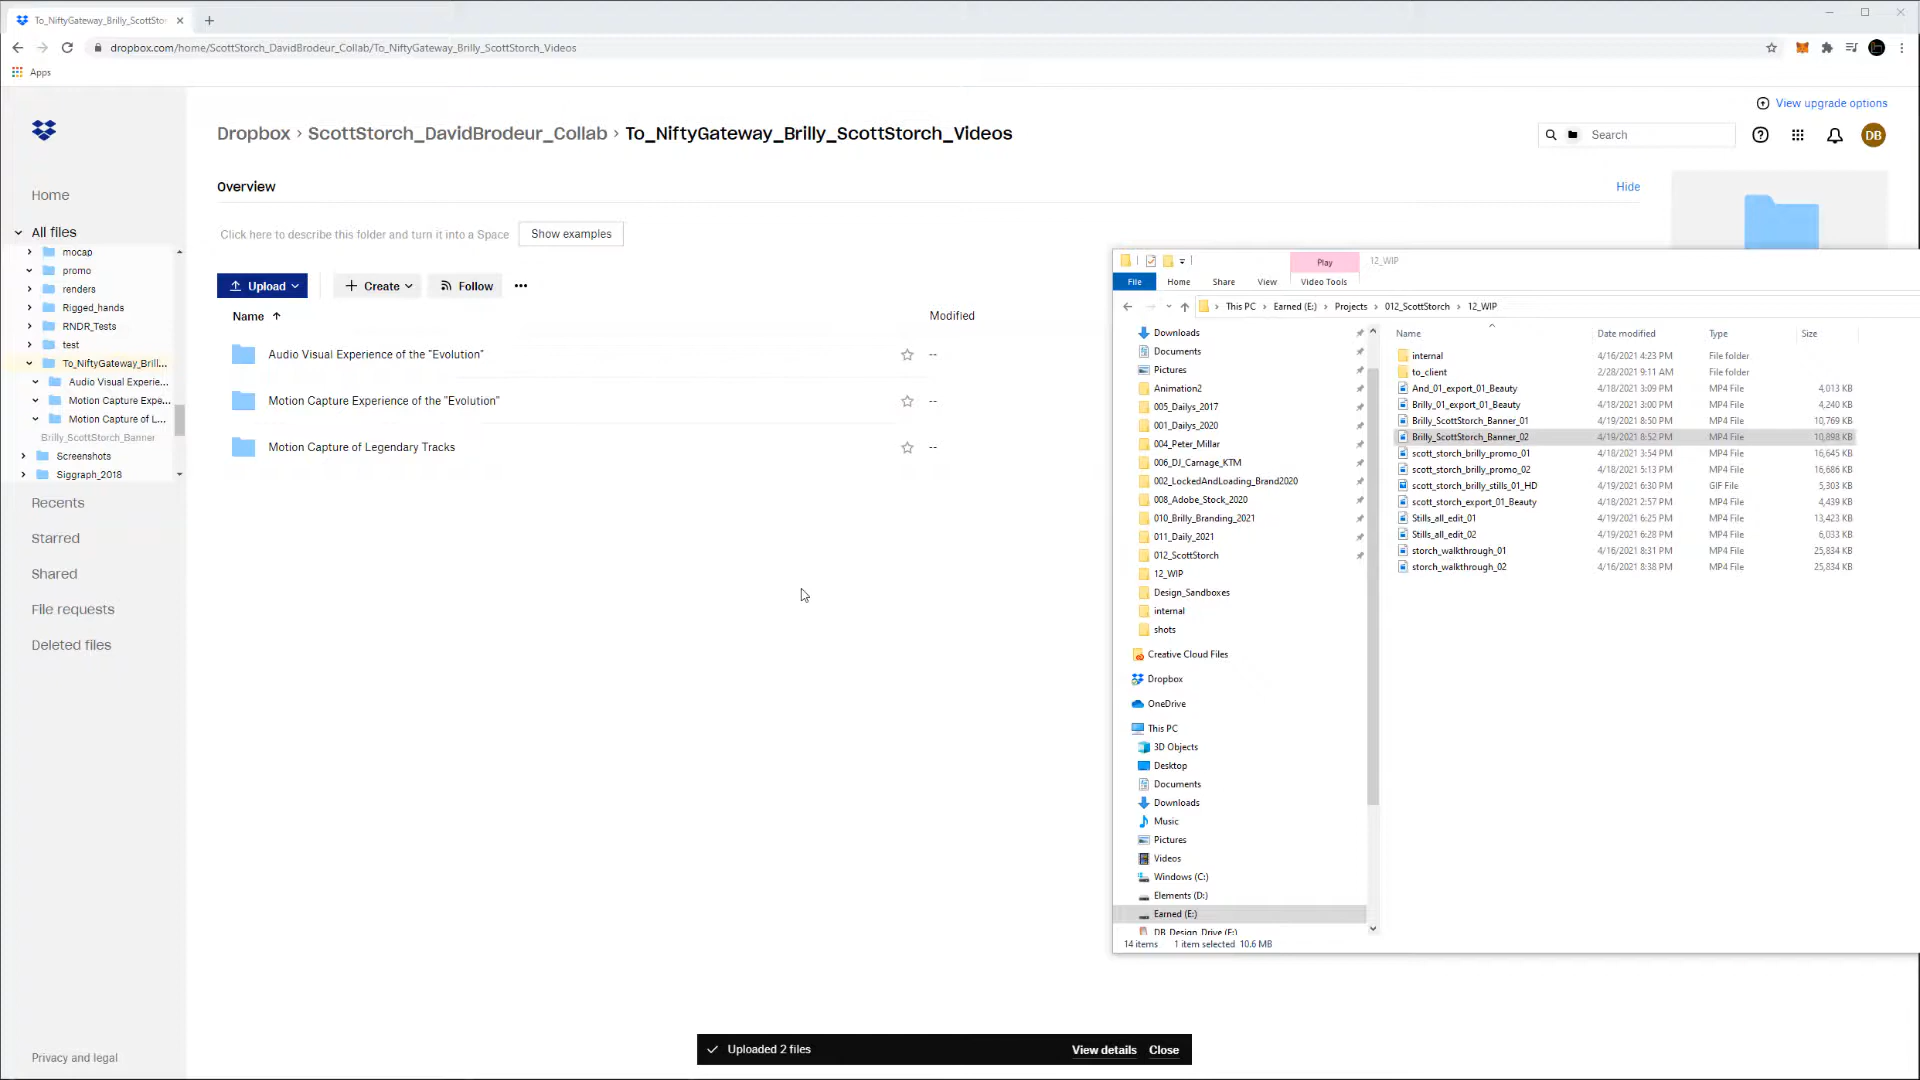 To_NiftyGateway_Brilly_ScottStor
dropbox.com/home/ScottStorch_DavidBrodeur_Collab/To_NiftyGateway_Brilly_ScottStorch_Videos
Apps
View upgrade options
Dropbox › ScottStorch_DavidBrodeur_Collab › To_NiftyGateway_Brilly_ScottStorch_Videos
Search
DB
Overview
Hide
Click here to describe this folder and turn it into a Space
Show examples
Upload
Create
Follow
Name
Modified
Audio Visual Experience of the "Evolution"
--
Motion Capture Experience of the "Evolution"
--
Motion Capture of Legendary Tracks
--
Home
All files
mocap
promo
renders
Rigged_hands
RNDR_Tests
test
To_NiftyGateway_Brill...
Audio Visual Experie...
Motion Capture Expe...
Motion Capture of L...
Brilly_ScottStorch_Banner
Screenshots
Siggraph_2018
Recents
Starred
Shared
File requests
Deleted files
Privacy and legal
Play
12_WIP
File
Home
Share
View
Video Tools
This PC › Earned (E:) › Projects › 012_ScottStorch › 12_WIP
Downloads
Documents
Pictures
Animation2
005_Dailys_2017
001_Dailys_2020
004_Peter_Millar
006_DJ_Carnage_KTM
002_LockedAndLoading_Brand2020
008_Adobe_Stock_2020
010_Brilly_Branding_2021
011_Daily_2021
012_ScottStorch
12_WIP
Design_Sandboxes
internal
shots
Creative Cloud Files
Dropbox
OneDrive
This PC
3D Objects
Desktop
Documents
Downloads
Music
Pictures
Videos
Windows (C:)
Elements (D:)
Earned (E:)
DB_Design_Drive (F:)
Name Date modified Type Size
internal 4/16/2021 4:23 PM File folder
to_client 2/28/2021 9:11 AM File folder
And_01_export_01_Beauty 4/18/2021 3:09 PM MP4 File 4,013 KB
Brilly_01_export_01_Beauty 4/18/2021 3:00 PM MP4 File 4,240 KB
Brilly_ScottStorch_Banner_01 4/19/2021 8:50 PM MP4 File 10,769 KB
Brilly_ScottStorch_Banner_02 4/19/2021 8:52 PM MP4 File 10,898 KB
scott_storch_brilly_promo_01 4/18/2021 3:54 PM MP4 File 16,645 KB
scott_storch_brilly_promo_02 4/18/2021 5:13 PM MP4 File 16,686 KB
scott_storch_brilly_stills_01_HD 4/19/2021 6:30 PM GIF File 5,303 KB
scott_storch_export_01_Beauty 4/18/2021 2:57 PM MP4 File 4,439 KB
Stills_all_edit_01 4/19/2021 6:25 PM MP4 File 13,423 KB
Stills_all_edit_02 4/19/2021 6:28 PM MP4 File 6,033 KB
storch_walkthrough_01 4/16/2021 8:31 PM MP4 File 25,834 KB
storch_walkthrough_02 4/16/2021 8:38 PM MP4 File 25,834 KB
14 items 1 item selected 10.6 MB
Uploaded 2 files
View details
Close